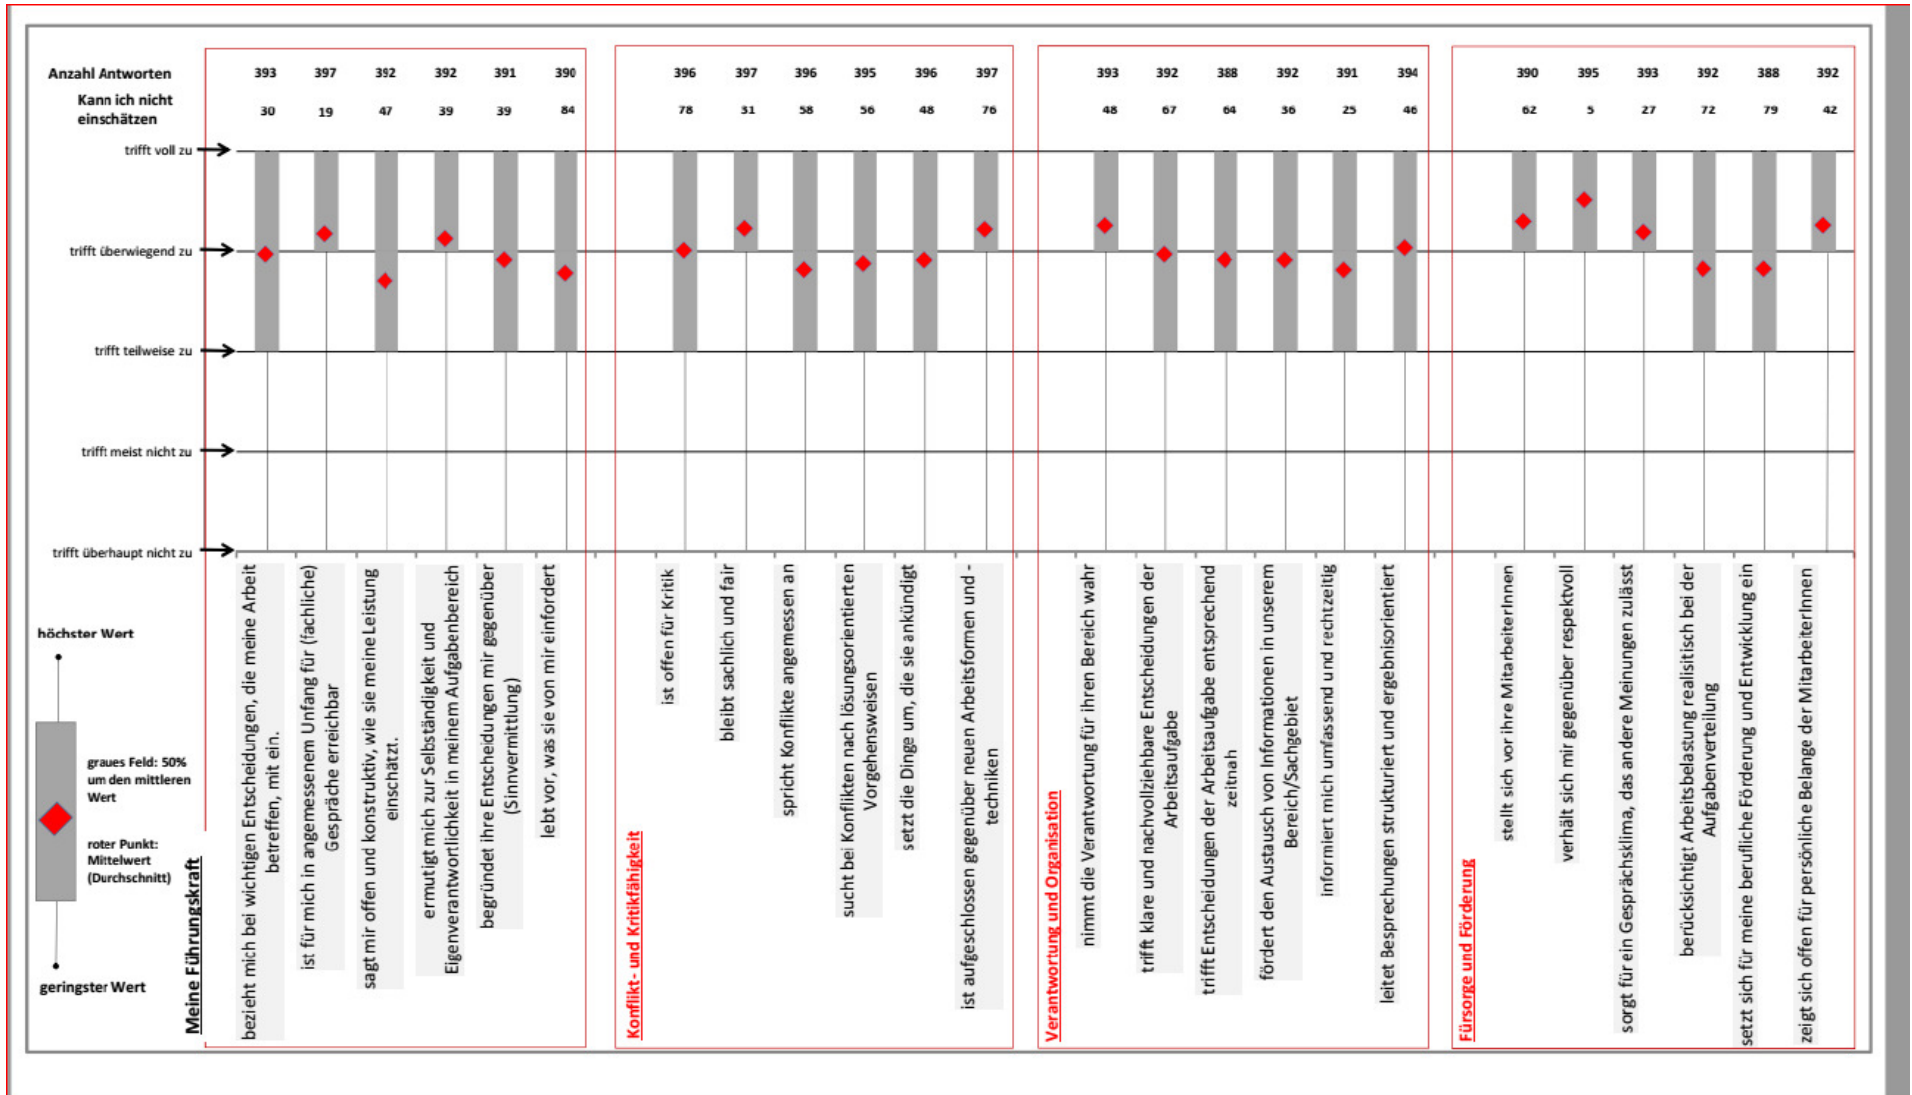 Anzahl Antworten
393 397 392 392 391 390 396 397 396 395 396 397 393 392 388 392 391 394 390 395 393 392 388 392
Kann ich nicht
einschätzen
30 19 47 39 39 84 78 31 58 56 48 76 48 67 64 36 25 46 62 5 27 72 79 42
trifft voll zu
trifft überwiegend zu
trifft teilweise zu
trifft meist nicht zu
trifft überhaupt nicht zu
höchster Wert
graues Feld: 50%
um den mittleren
Wert
roter Punkt:
Mittelwert
(Durchschnitt)
geringster Wert
Meine Führungskraft
bezieht mich bei wichtigen Entscheidungen, die meine Arbeit
betreffen, mit ein.
ist für mich in angemessenem Unfang für (fachliche)
Gespräche erreichbar
sagt mir offen und konstruktiv, wie sie meine Leistung
einschätzt.
ermutigt mich zur Selbständigkeit und
Eigenverantwortlichkeit in meinem Aufgabenbereich
begründet ihre Entscheidungen mir gegenüber
(Sinnvermittlung)
lebt vor, was sie von mir einfordert
Konflikt- und Kritikfähigkeit
ist offen für Kritik
bleibt sachlich und fair
spricht Konflikte angemessen an
sucht bei Konflikten nach lösungsorientierten
Vorgehensweisen
setzt die Dinge um, die sie ankündigt
ist aufgeschlossen gegenüber neuen Arbeitsformen und -
techniken
Verantwortung und Organisation
nimmt die Verantwortung für ihren Bereich wahr
trifft klare und nachvollziehbare Entscheidungen der
Arbeitsaufgabe
trifft Entscheidungen der Arbeitsaufgabe entsprechend
zeitnah
fördert den Austausch von Informationen in unserem
Bereich/Sachgebiet
informiert mich umfassend und rechtzeitig
leitet Besprechungen strukturiert und ergebnisorientiert
Fürsorge und Förderung
stellt sich vor ihre MitarbeiterInnen
verhält sich mir gegenüber respektvoll
sorgt für ein Gesprächsklima, das andere Meinungen zulässt
berücksichtigt Arbeitsbelastung realisitisch bei der
Aufgabenverteilung
setzt sich für meine berufliche Förderung und Entwicklung ein
zeigt sich offen für persönliche Belange der MitarbeiterInnen